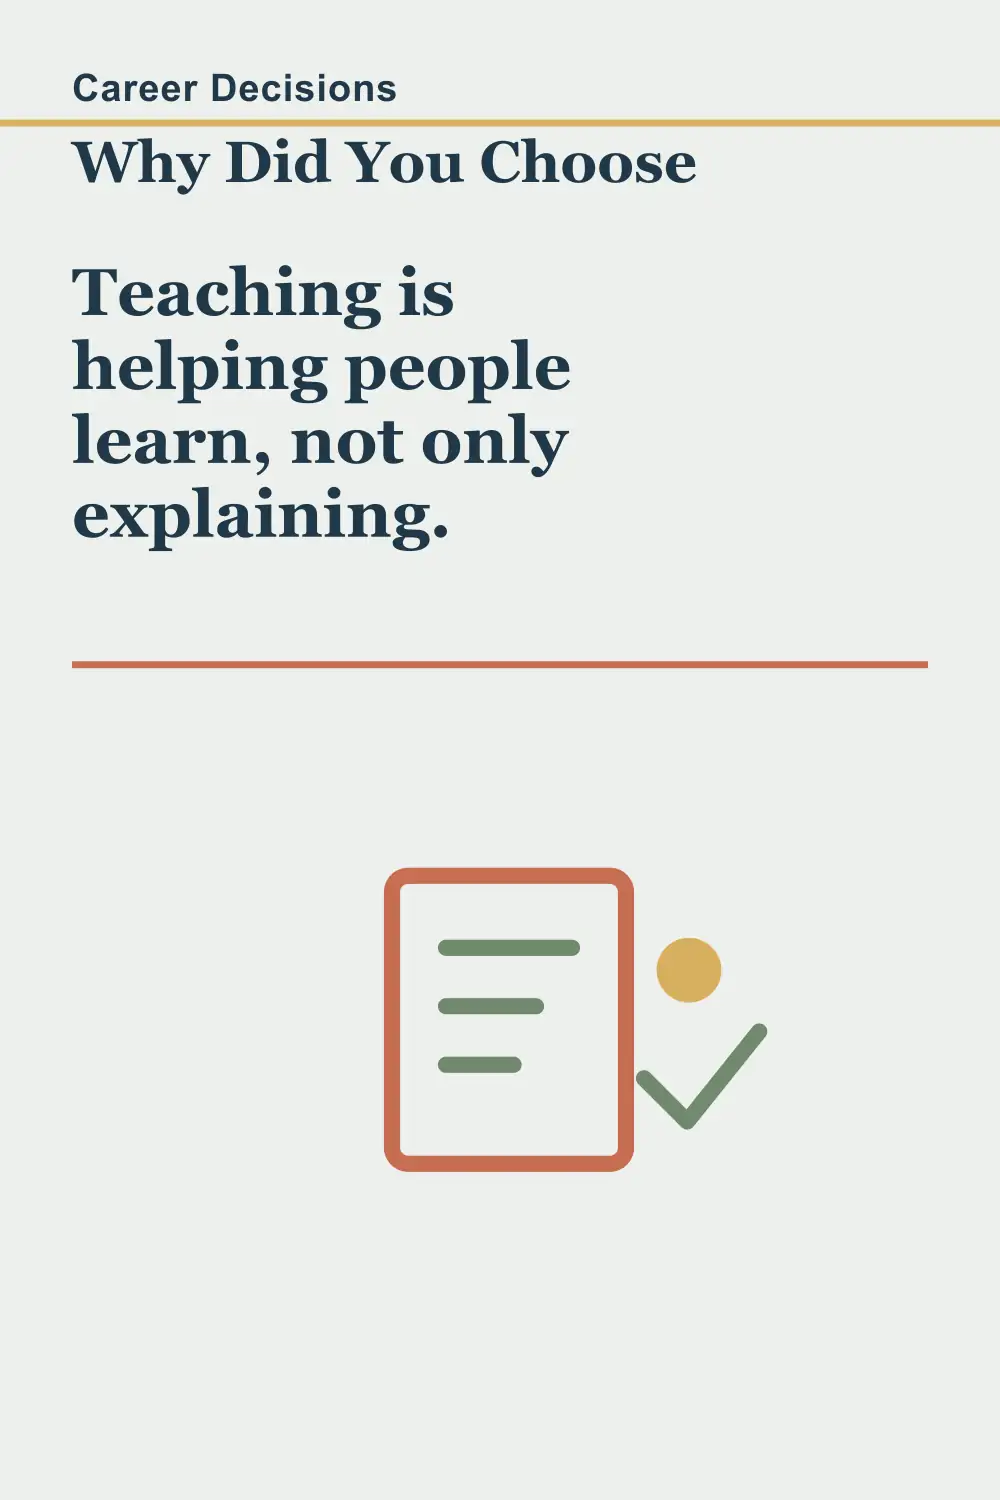 Career Decisions
Why Did You Choose
Teaching is
helping people
learn, not only
explaining.